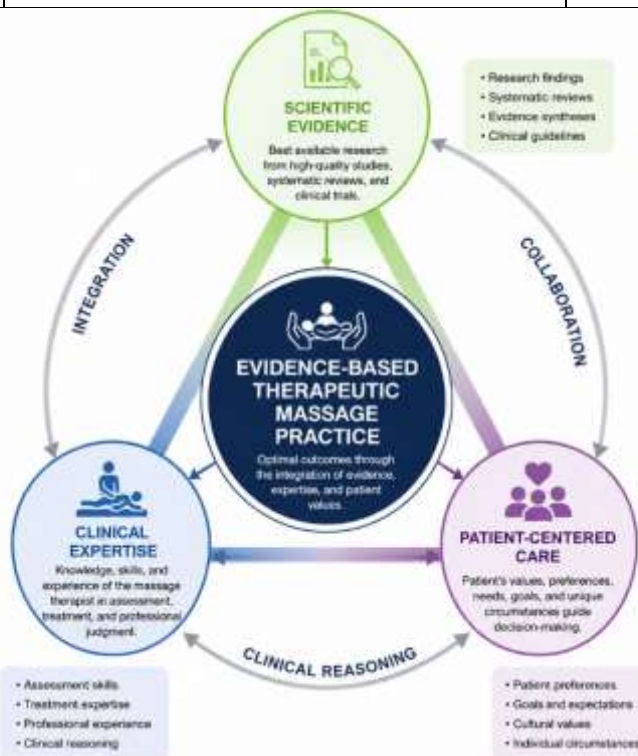 SCIENTIFIC
EVIDENCE
Best available research
from high-quality studies,
systematic reviews, and
clinical trials.
• Research findings
• Systematic reviews
• Evidence syntheses
• Clinical guidelines
INTEGRATION
COLLABORATION
EVIDENCE-BASED
THERAPEUTIC
MASSAGE
PRACTICE
Optimal outcomes through
the integration of evidence,
expertise, and patient
values.
CLINICAL
EXPERTISE
Knowledge, skills, and
experience of the massage
therapist in assessment,
treatment, and professional
judgment.
PATIENT-CENTERED
CARE
Patient's values, preferences,
needs, goals, and unique
circumstances guide
decision-making.
CLINICAL REASONING
• Assessment skills
• Treatment expertise
• Professional experience
• Clinical reasoning
• Patient preferences
• Goals and expectations
• Cultural values
• Individual circumstances